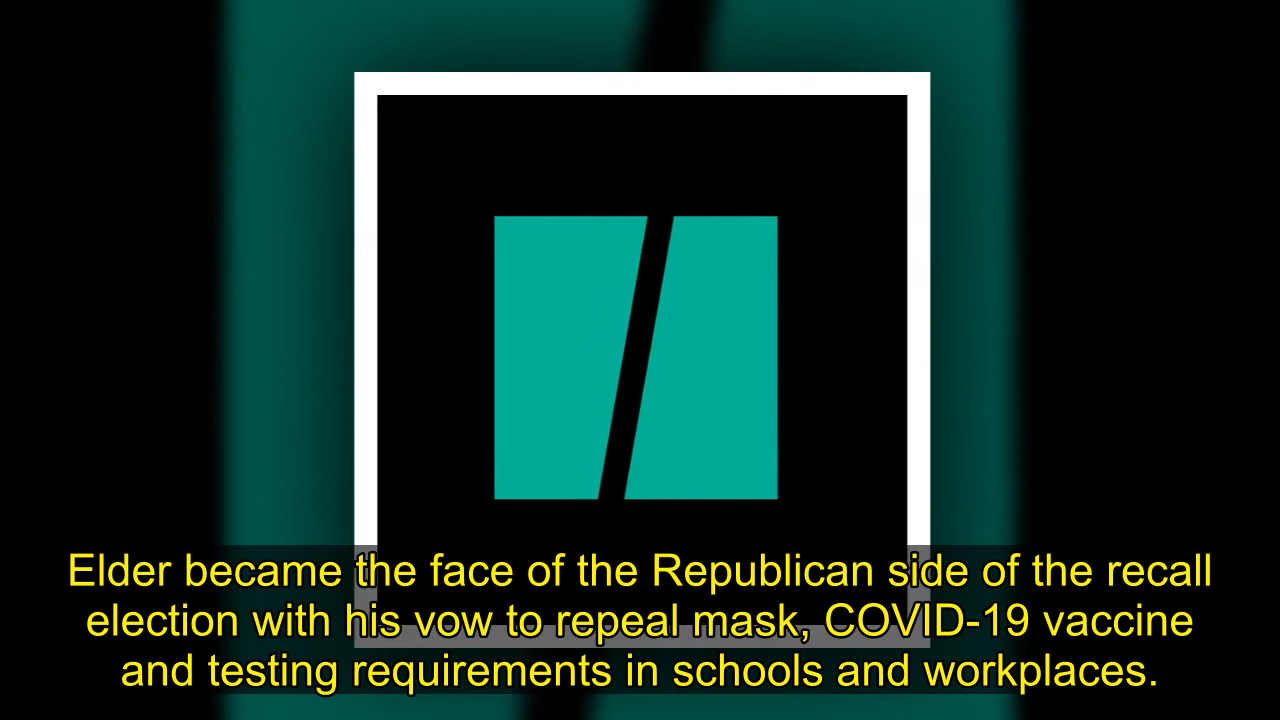 Elder became the face of the Republican side of the recall
election with his vow to repeal mask, COVID-19 vaccine
and testing requirements in schools and workplaces.